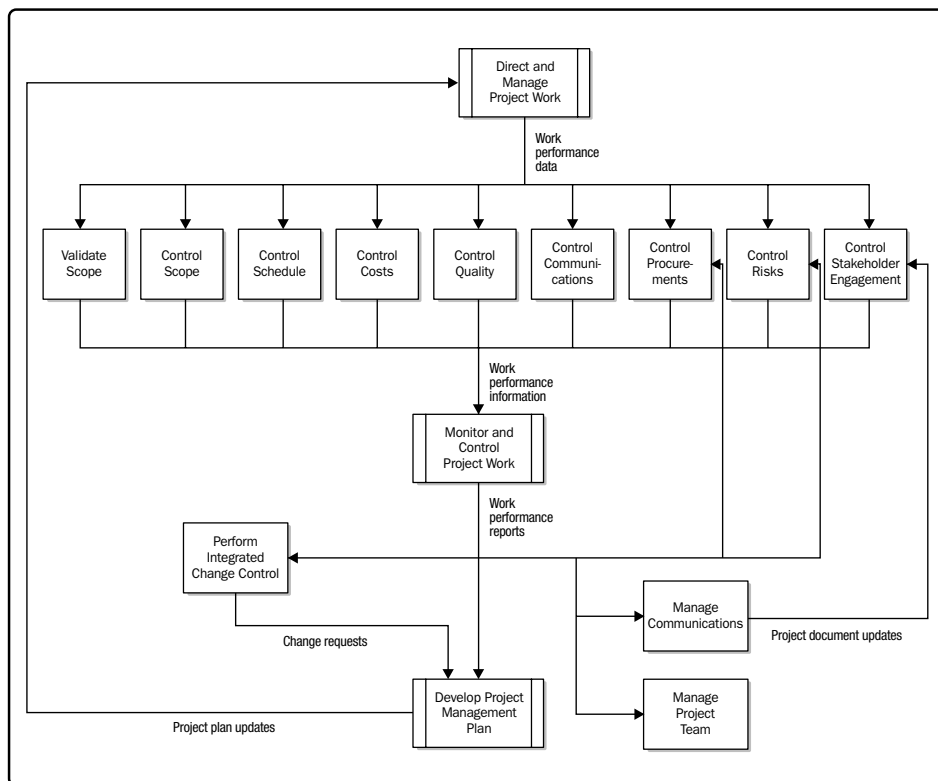 Direct and
Manage
Project Work
Work
performance
data
Validate
Scope
Control
Scope
Control
Schedule
Control
Costs
Control
Quality
Control
Communi-
cations
Control
Procure-
ments
Control
Risks
Control
Stakeholder
Engagement
Work
performance
information
Monitor and
Control
Project Work
Work
performance
reports
Perform
Integrated
Change Control
Manage
Communications
Project document updates
Change requests
Develop Project
Management
Plan
Manage
Project
Team
Project plan updates